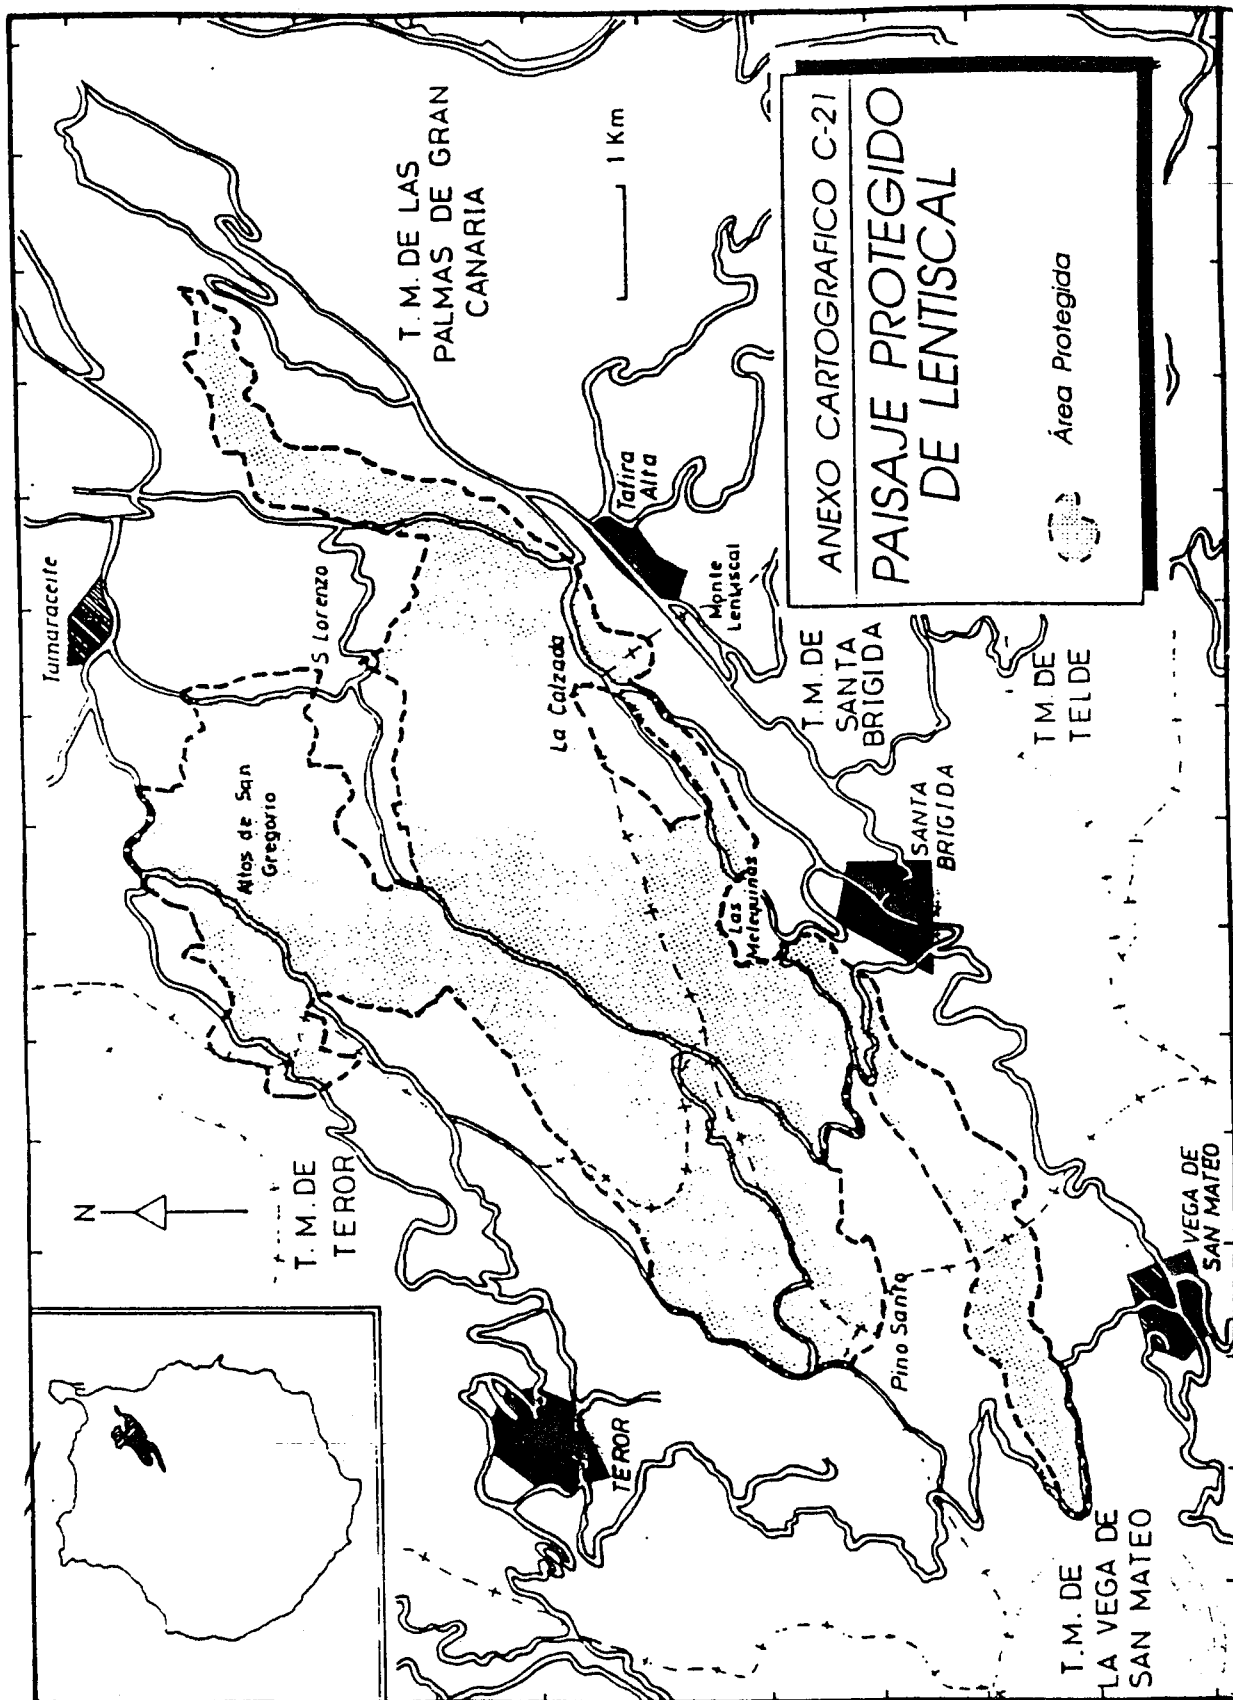 ANEXO CARTOGRAFICO C-21
PAISAJE PROTEGIDO
DE LENTISCAL
Área Protegida
N
T.M. DE
TEROR
T.M. DE LAS
PALMAS DE GRAN
CANARIA
1 Km
Tamaraceite
S Lorenzo
Altos de San
Gregorio
La Calzada
Tafira
Alta
Monte
Lentiscal
Las
Meleguinas
T.M. DE
SANTA
BRIGIDA
SANTA
BRIGIDA
T.M. DE
TELDE
TEROR
Pino Santo
VEGA DE
SAN MATEO
T.M. DE
LA VEGA DE
SAN MATEO